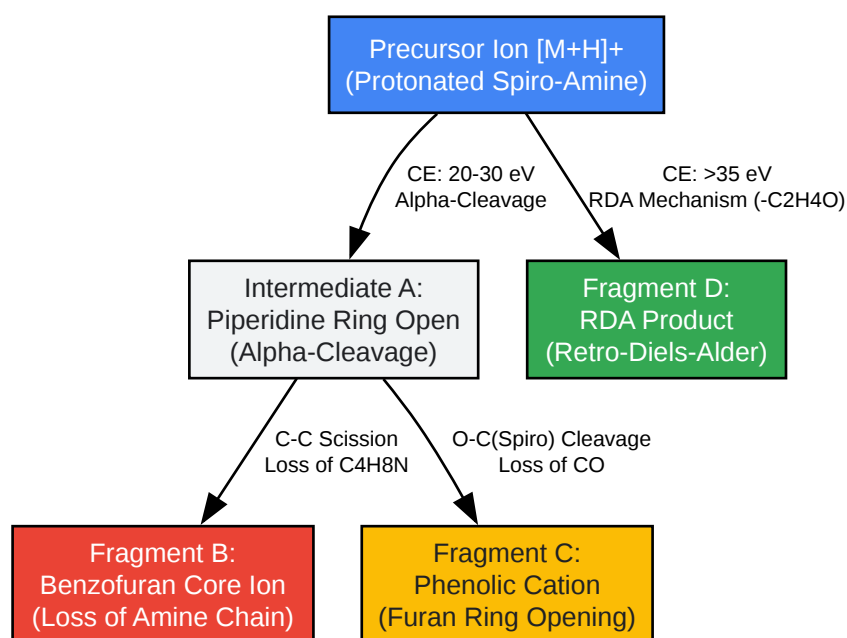 Precursor Ion [M+H]+
(Protonated Spiro-Amine)
CE: 20-30 eV
Alpha-Cleavage
CE: >35 eV
RDA Mechanism (-C2H4O)
Intermediate A:
Piperidine Ring Open
(Alpha-Cleavage)
Fragment D:
RDA Product
(Retro-Diels-Alder)
C-C Scission
Loss of C4H8N
O-C(Spiro) Cleavage
Loss of CO
Fragment B:
Benzofuran Core Ion
(Loss of Amine Chain)
Fragment C:
Phenolic Cation
(Furan Ring Opening)